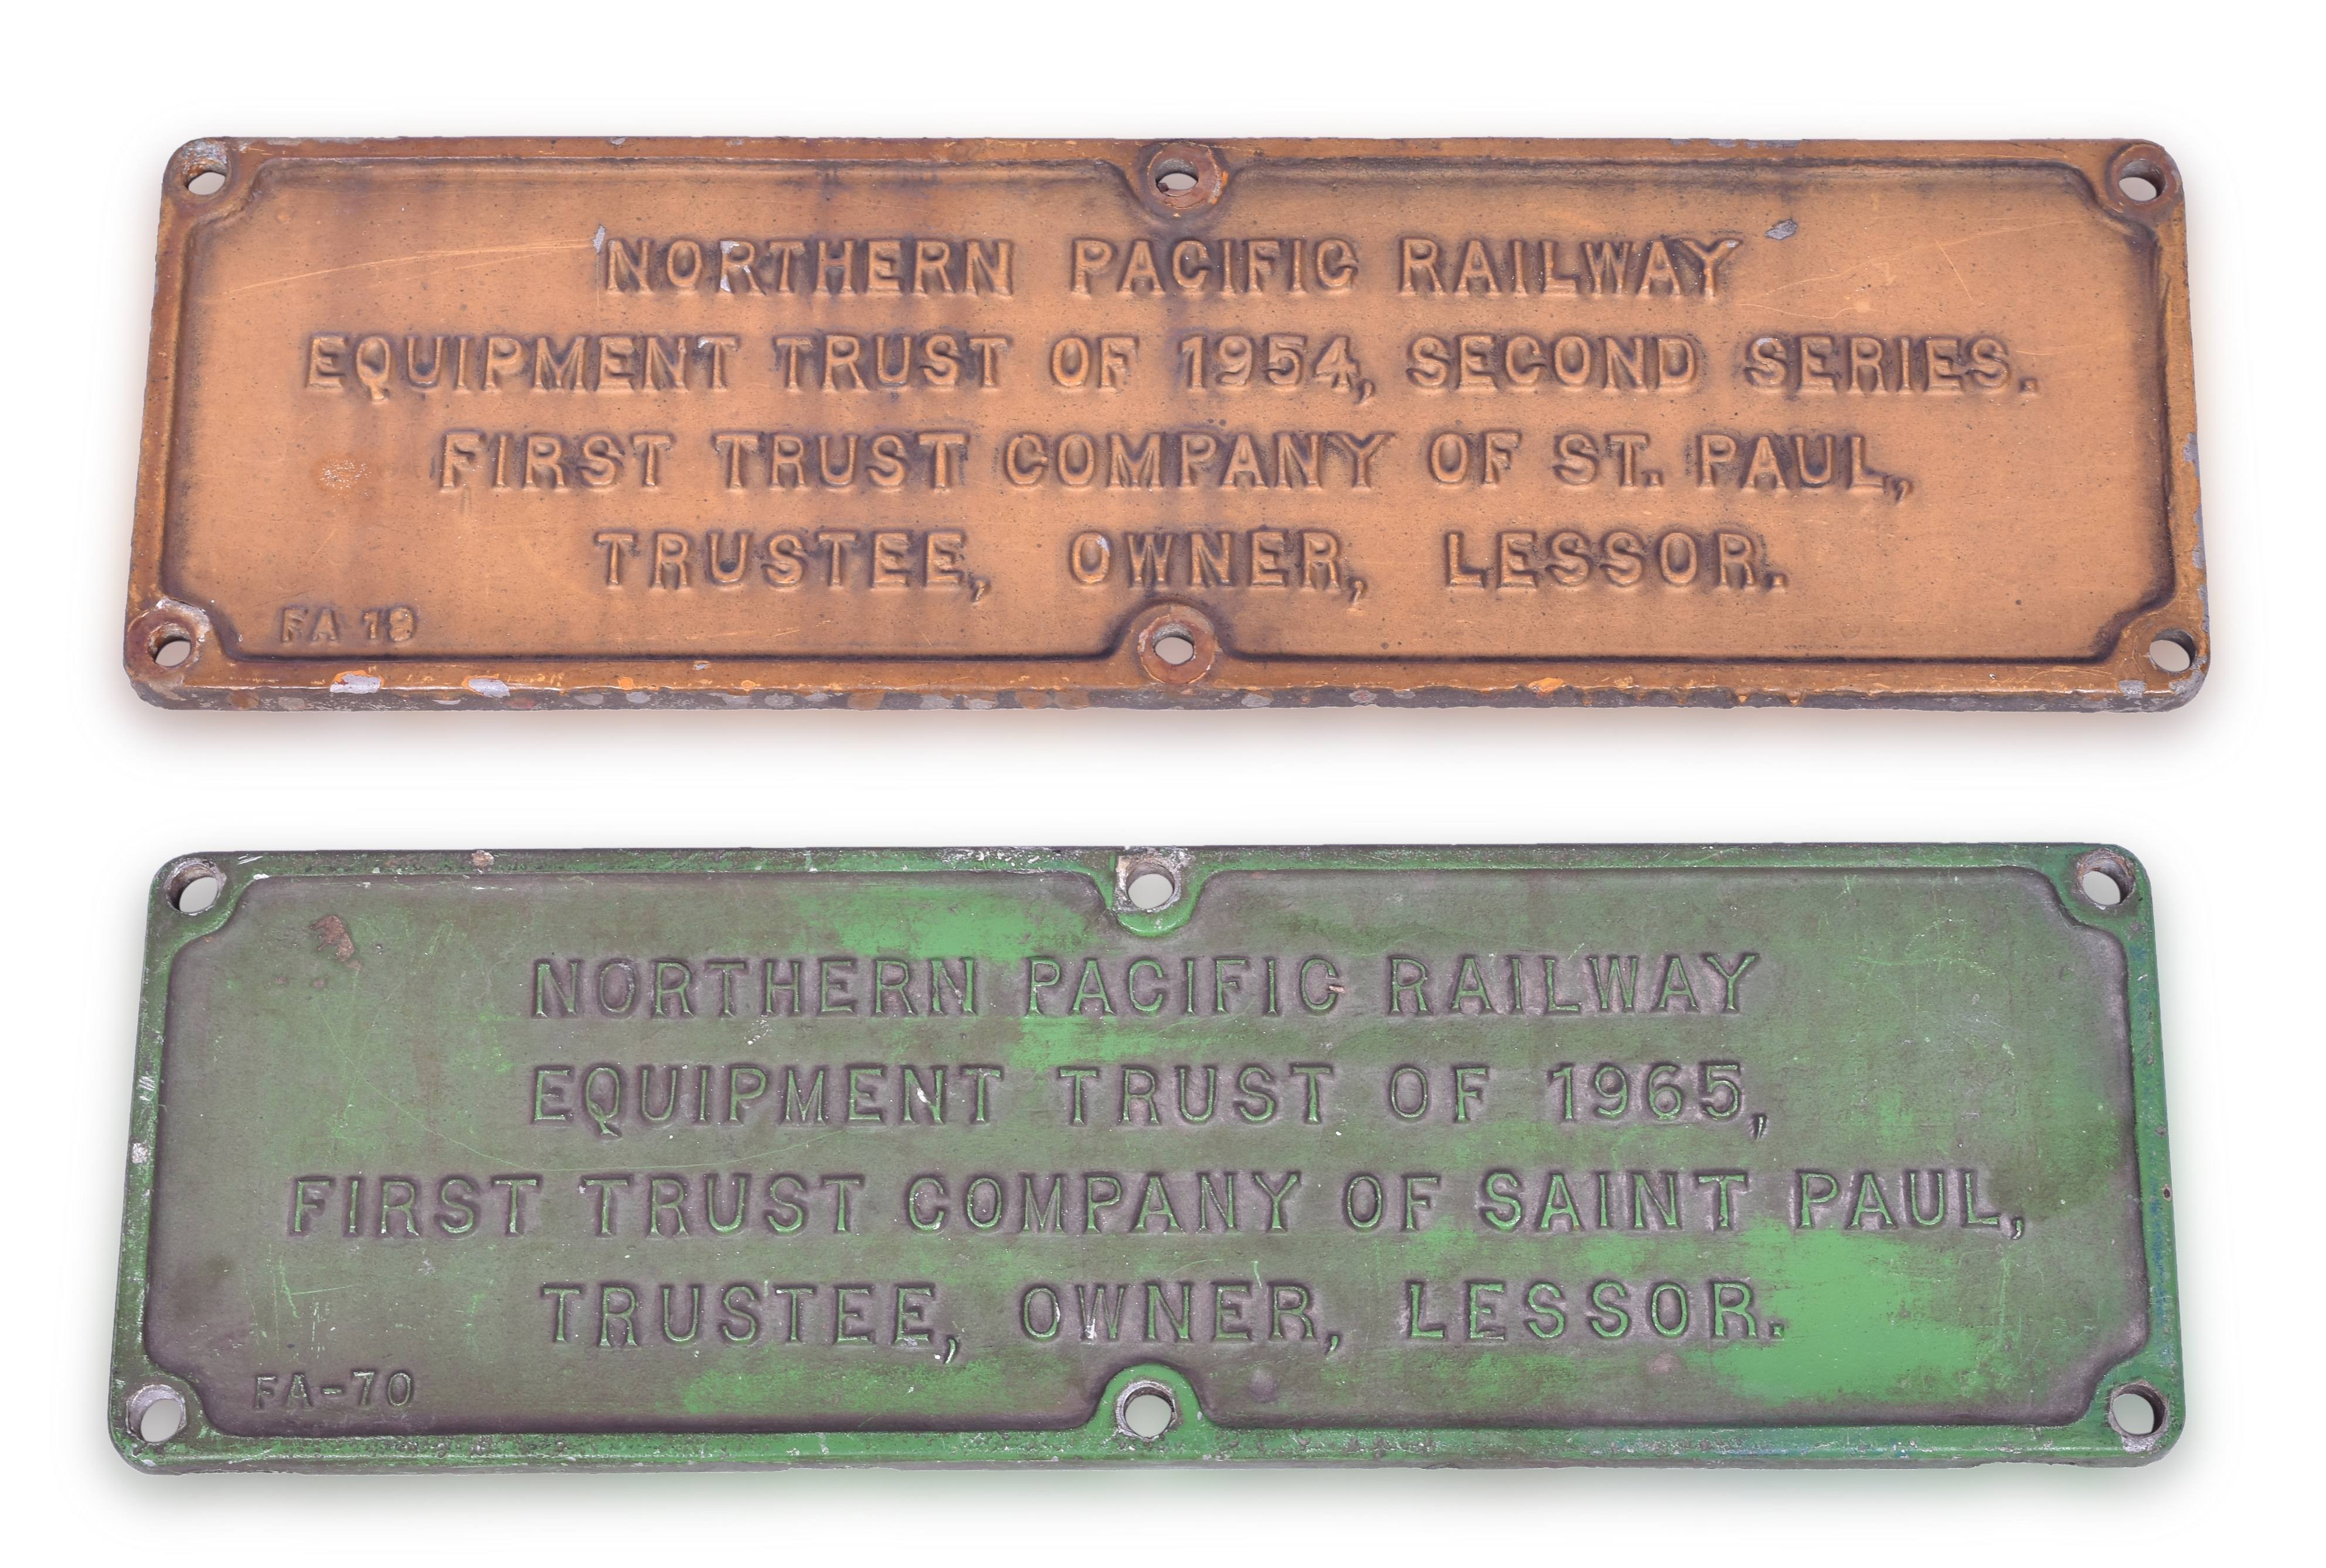 NORTHERN PACIFIC RAILWAY
EQUIPMENT TRUST OF 1954, SECOND SERIES.
FIRST TRUST COMPANY OF ST. PAUL,
TRUSTEE, OWNER, LESSOR.
FA 19
NORTHERN PACIFIC RAILWAY
EQUIPMENT TRUST OF 1965,
FIRST TRUST COMPANY OF SAINT PAUL,
TRUSTEE, OWNER, LESSOR.
FA-70